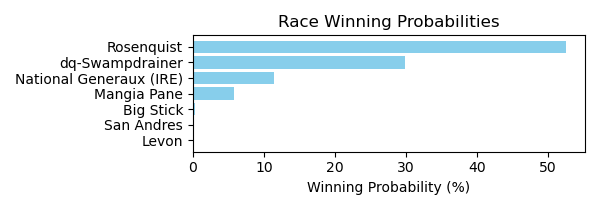 Race Winning Probabilities
Rosenquist
dq-Swampdrainer
National Generaux (IRE)
Mangia Pane
Big Stick
San Andres
Levon
0 10 20 30 40 50
Winning Probability (%)